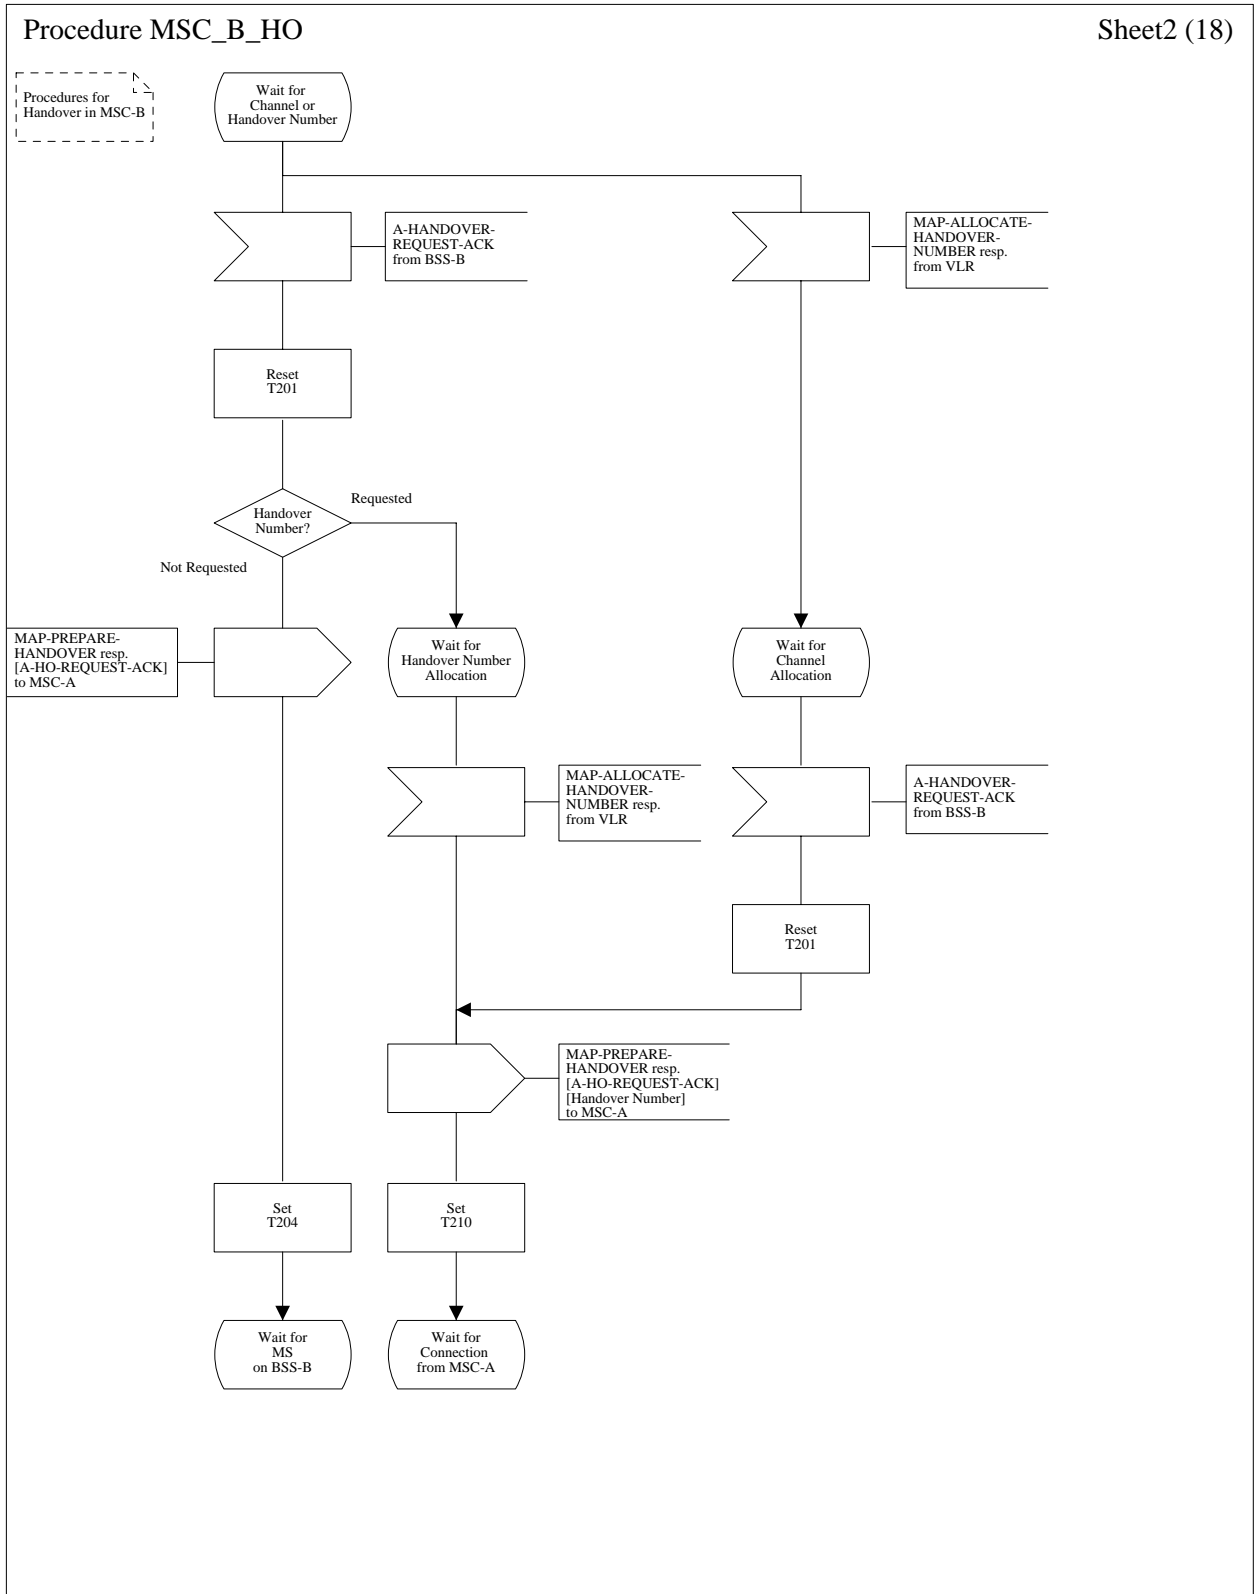 Procedure MSC_B_HO
Sheet2 (18)
Procedures for
Handover in MSC-B
Wait for
Channel or
Handover Number
A-HANDOVER-
REQUEST-ACK
from BSS-B
MAP-ALLOCATE-
HANDOVER-
NUMBER resp.
from VLR
Reset
T201
Handover
Number?
Requested
Not Requested
MAP-PREPARE-
HANDOVER resp.
[A-HO-REQUEST-ACK]
to MSC-A
Wait for
Handover Number
Allocation
Wait for
Channel
Allocation
MAP-ALLOCATE-
HANDOVER-
NUMBER resp.
from VLR
A-HANDOVER-
REQUEST-ACK
from BSS-B
Reset
T201
MAP-PREPARE-
HANDOVER resp.
[A-HO-REQUEST-ACK]
[Handover Number]
to MSC-A
Set
T204
Set
T210
Wait for
MS
on BSS-B
Wait for
Connection
from MSC-A